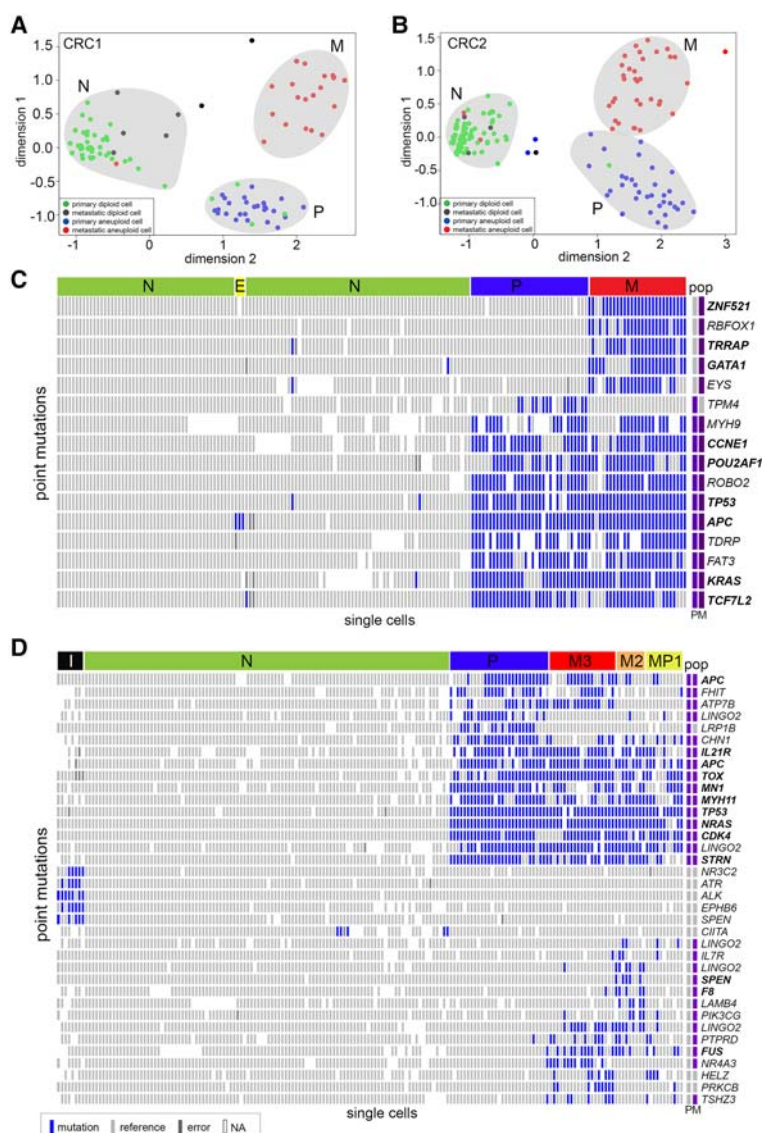 A
CRC1
N
M
P
1.5
1.0
0.5
0.0
-0.5
-1.0
dimension 1
-1
0
1
2
dimension 2
primary diploid cell
metastatic diploid cell
primary aneuploid cell
metastatic aneuploid cell
B
CRC2
N
M
P
1.5
1.0
0.5
0.0
-0.5
-1.0
dimension 1
-1
0
1
2
3
dimension 2
primary diploid cell
metastatic diploid cell
primary aneuploid cell
metastatic aneuploid cell
C
N E N P M pop
ZNF521
RBFOX1
TRRAP
GATA1
EYS
TPM4
MYH9
CCNE1
POU2AF1
ROBO2
TP53
APC
TDRP
FAT3
KRAS
TCF7L2
point mutations
single cells
PM
D
I N P M3 M2 MP1 pop
APC
FHIT
ATP7B
LINGO2
LRP1B
CHN1
IL21R
APC
TOX
MN1
MYH11
TP53
NRAS
CDK4
LINGO2
STRN
NR3C2
ATR
ALK
EPHB6
SPEN
CIITA
LINGO2
IL7R
LINGO2
SPEN
F8
LAMB4
PIK3CG
LINGO2
PTPRD
FUS
NR4A3
HELZ
PRKCB
TSHZ3
point mutations
single cells
PM
mutation reference error NA